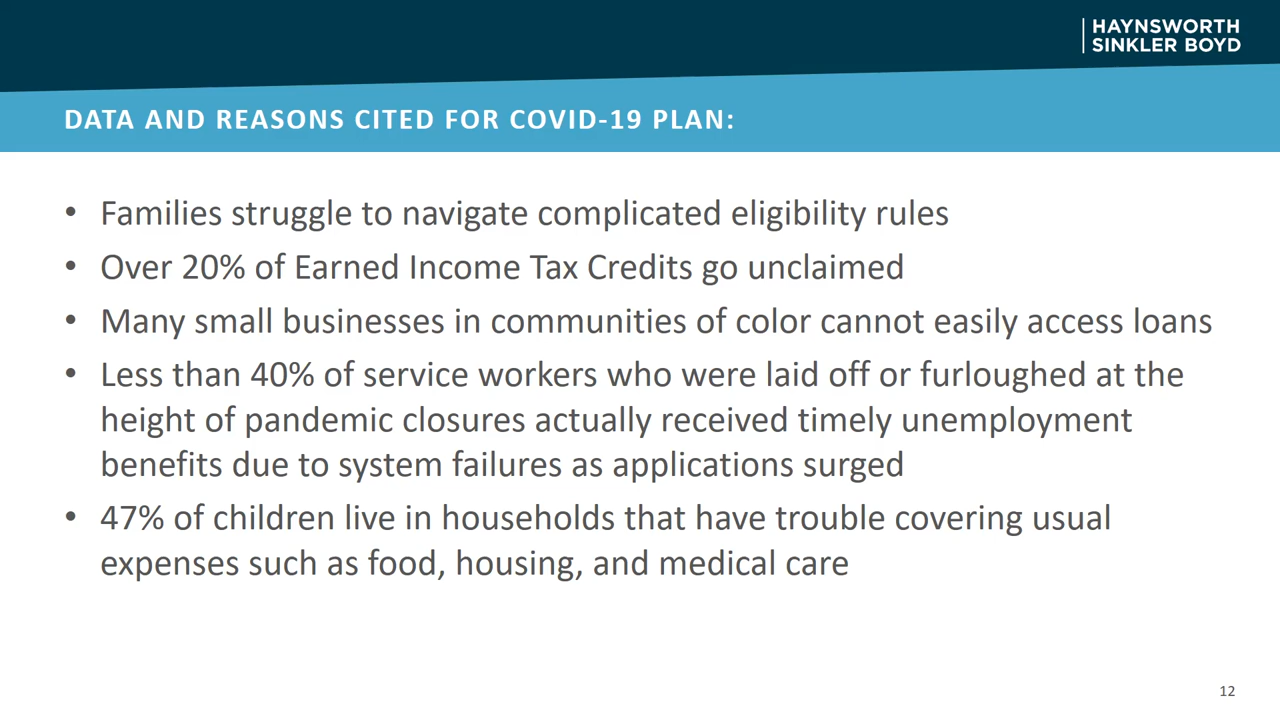 HAYNSWORTH
SINKLER BOYD
DATA AND REASONS CITED FOR COVID-19 PLAN:
• Families struggle to navigate complicated eligibility rules
• Over 20% of Earned Income Tax Credits go unclaimed
• Many small businesses in communities of color cannot easily access loans
• Less than 40% of service workers who were laid off or furloughed at the
height of pandemic closures actually received timely unemployment
benefits due to system failures as applications surged
• 47% of children live in households that have trouble covering usual
expenses such as food, housing, and medical care
12